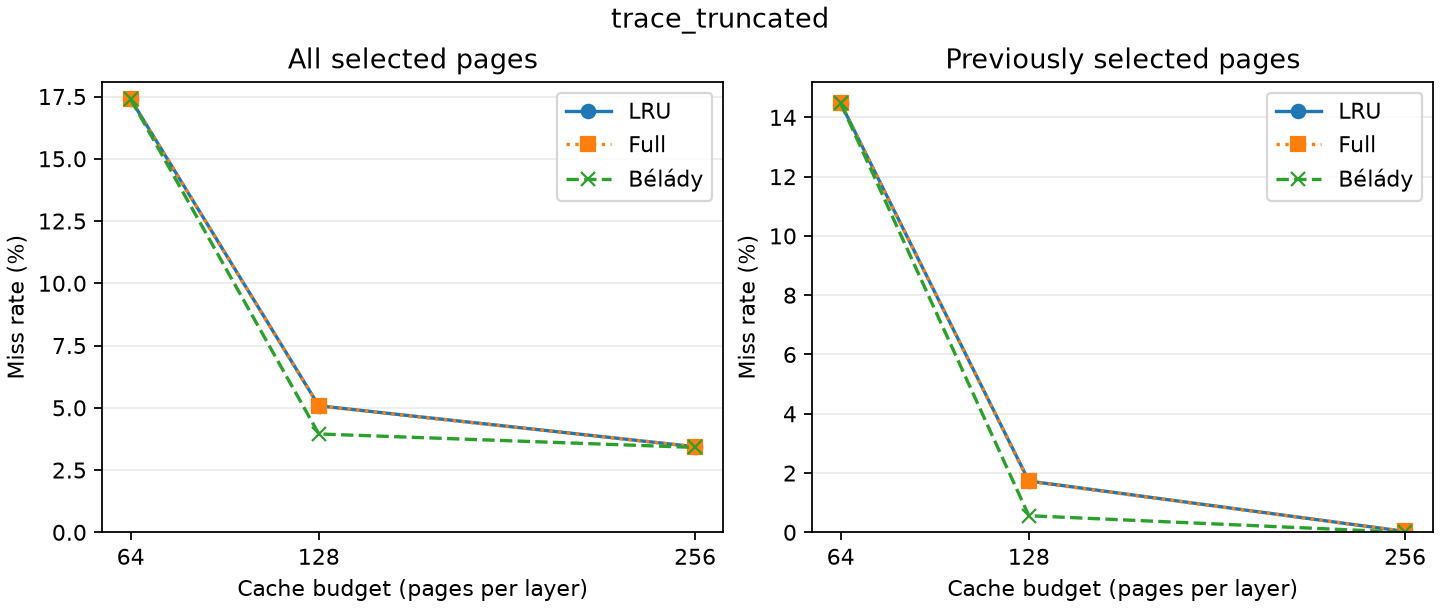 trace_truncated
All selected pages
Miss rate (%)
17.5
15.0
12.5
10.0
7.5
5.0
2.5
0.0
64
128
256
Cache budget (pages per layer)
LRU
Full
Bélády
Previously selected pages
Miss rate (%)
14
12
10
8
6
4
2
0
64
128
256
Cache budget (pages per layer)
LRU
Full
Bélády